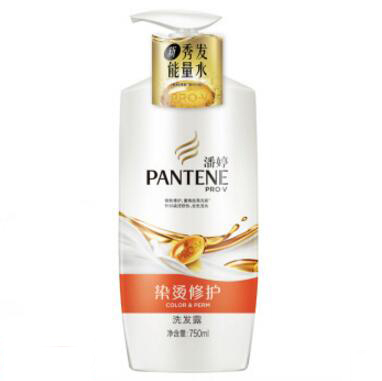 秀发
能量水
PRO-V
潘婷
PANTENE
PRO-V
染烫修护
COLOR & PERM
洗发露
净含量:750ml